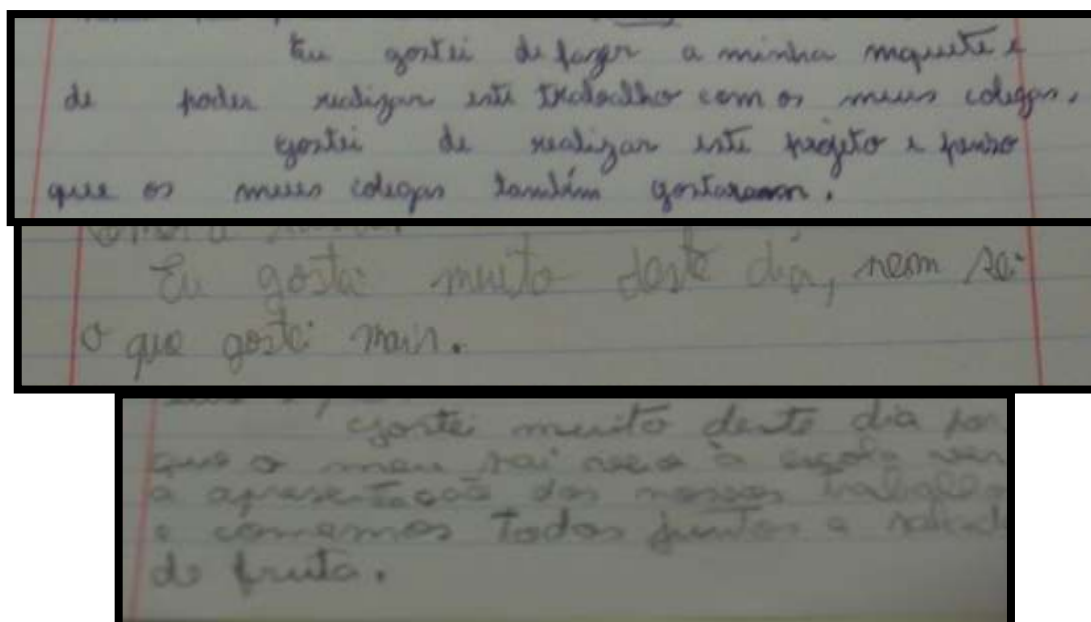 Eu gostei de fazer a minha mquete e
de poder realizar este trabalho com os meus colegas.
gostei de realizar este projeto e penso
que os meus colegas também gostaram.
Eu gostei muito deste dia, nem sei
o que gostei mais.
Gostei muito deste dia por
que o meu pai veio à escola ver
a apresentação dos nossos trabalhos
e comemos todos juntos a salada
de fruta.